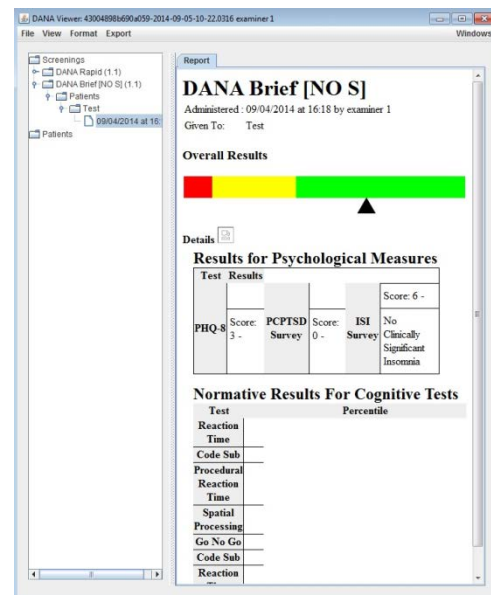 DANA Viewer: 43004898b690a059-2014-09-05-10-22.0316 examiner1
File View Format Export Windows
Screenings
DANA Rapid (1.1)
DANA Brief [NO S] (1.1)
Patients
Test
09/04/2014 at 16:
Patients
Report
DANA Brief [NO S]
Administered : 09/04/2014 at 16:18 by examiner 1
Given To: Test
Overall Results
Details
Results for Psychological Measures
Test Results
PHQ-8 Score: 3 - PCPTSD Survey Score: 0 - ISI Survey Score: 6 -
No
Clinically
Significant
Insomnia
Normative Results For Cognitive Tests
Test Percentile
Reaction
Time
Code Sub
Procedural
Reaction
Time
Spatial
Processing
Go No Go
Code Sub
Reaction